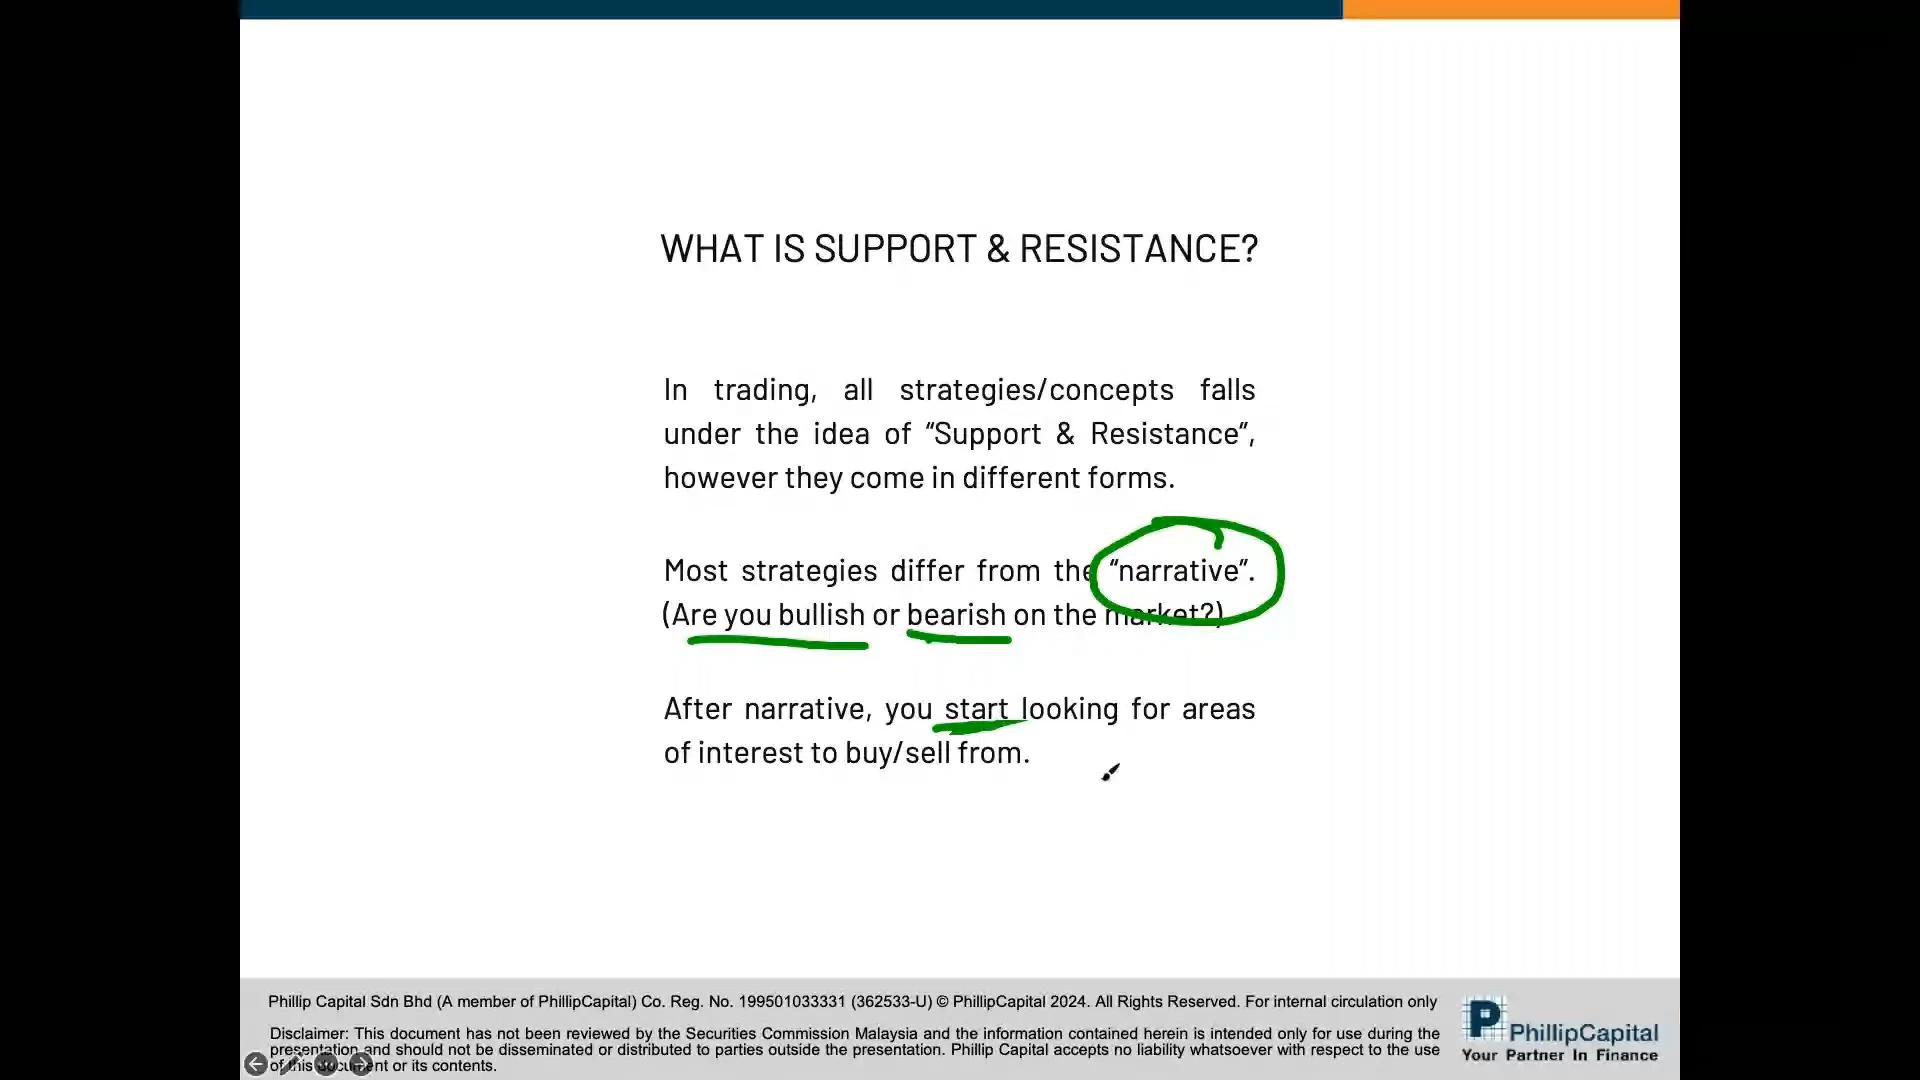 WHAT IS SUPPORT & RESISTANCE?
In trading, all strategies/concepts falls
under the idea of “Support & Resistance”,
however they come in different forms.
Most strategies differ from the “narrative”.
(Are you bullish or bearish on the market?)
After narrative, you start looking for areas
of interest to buy/sell from.
Phillip Capital Sdn Bhd (A member of PhillipCapital) Co. Reg. No. 199501033331 (362533-U) © PhillipCapital 2024. All Rights Reserved. For internal circulation only
Disclaimer: This document has not been reviewed by the Securities Commission Malaysia and the information contained herein is intended only for use during the
presentation and should not be disseminated or distributed to parties outside the presentation. Phillip Capital accepts no liability whatsoever with respect to the use
of this document or its contents.
P PhillipCapital
Your Partner In Finance